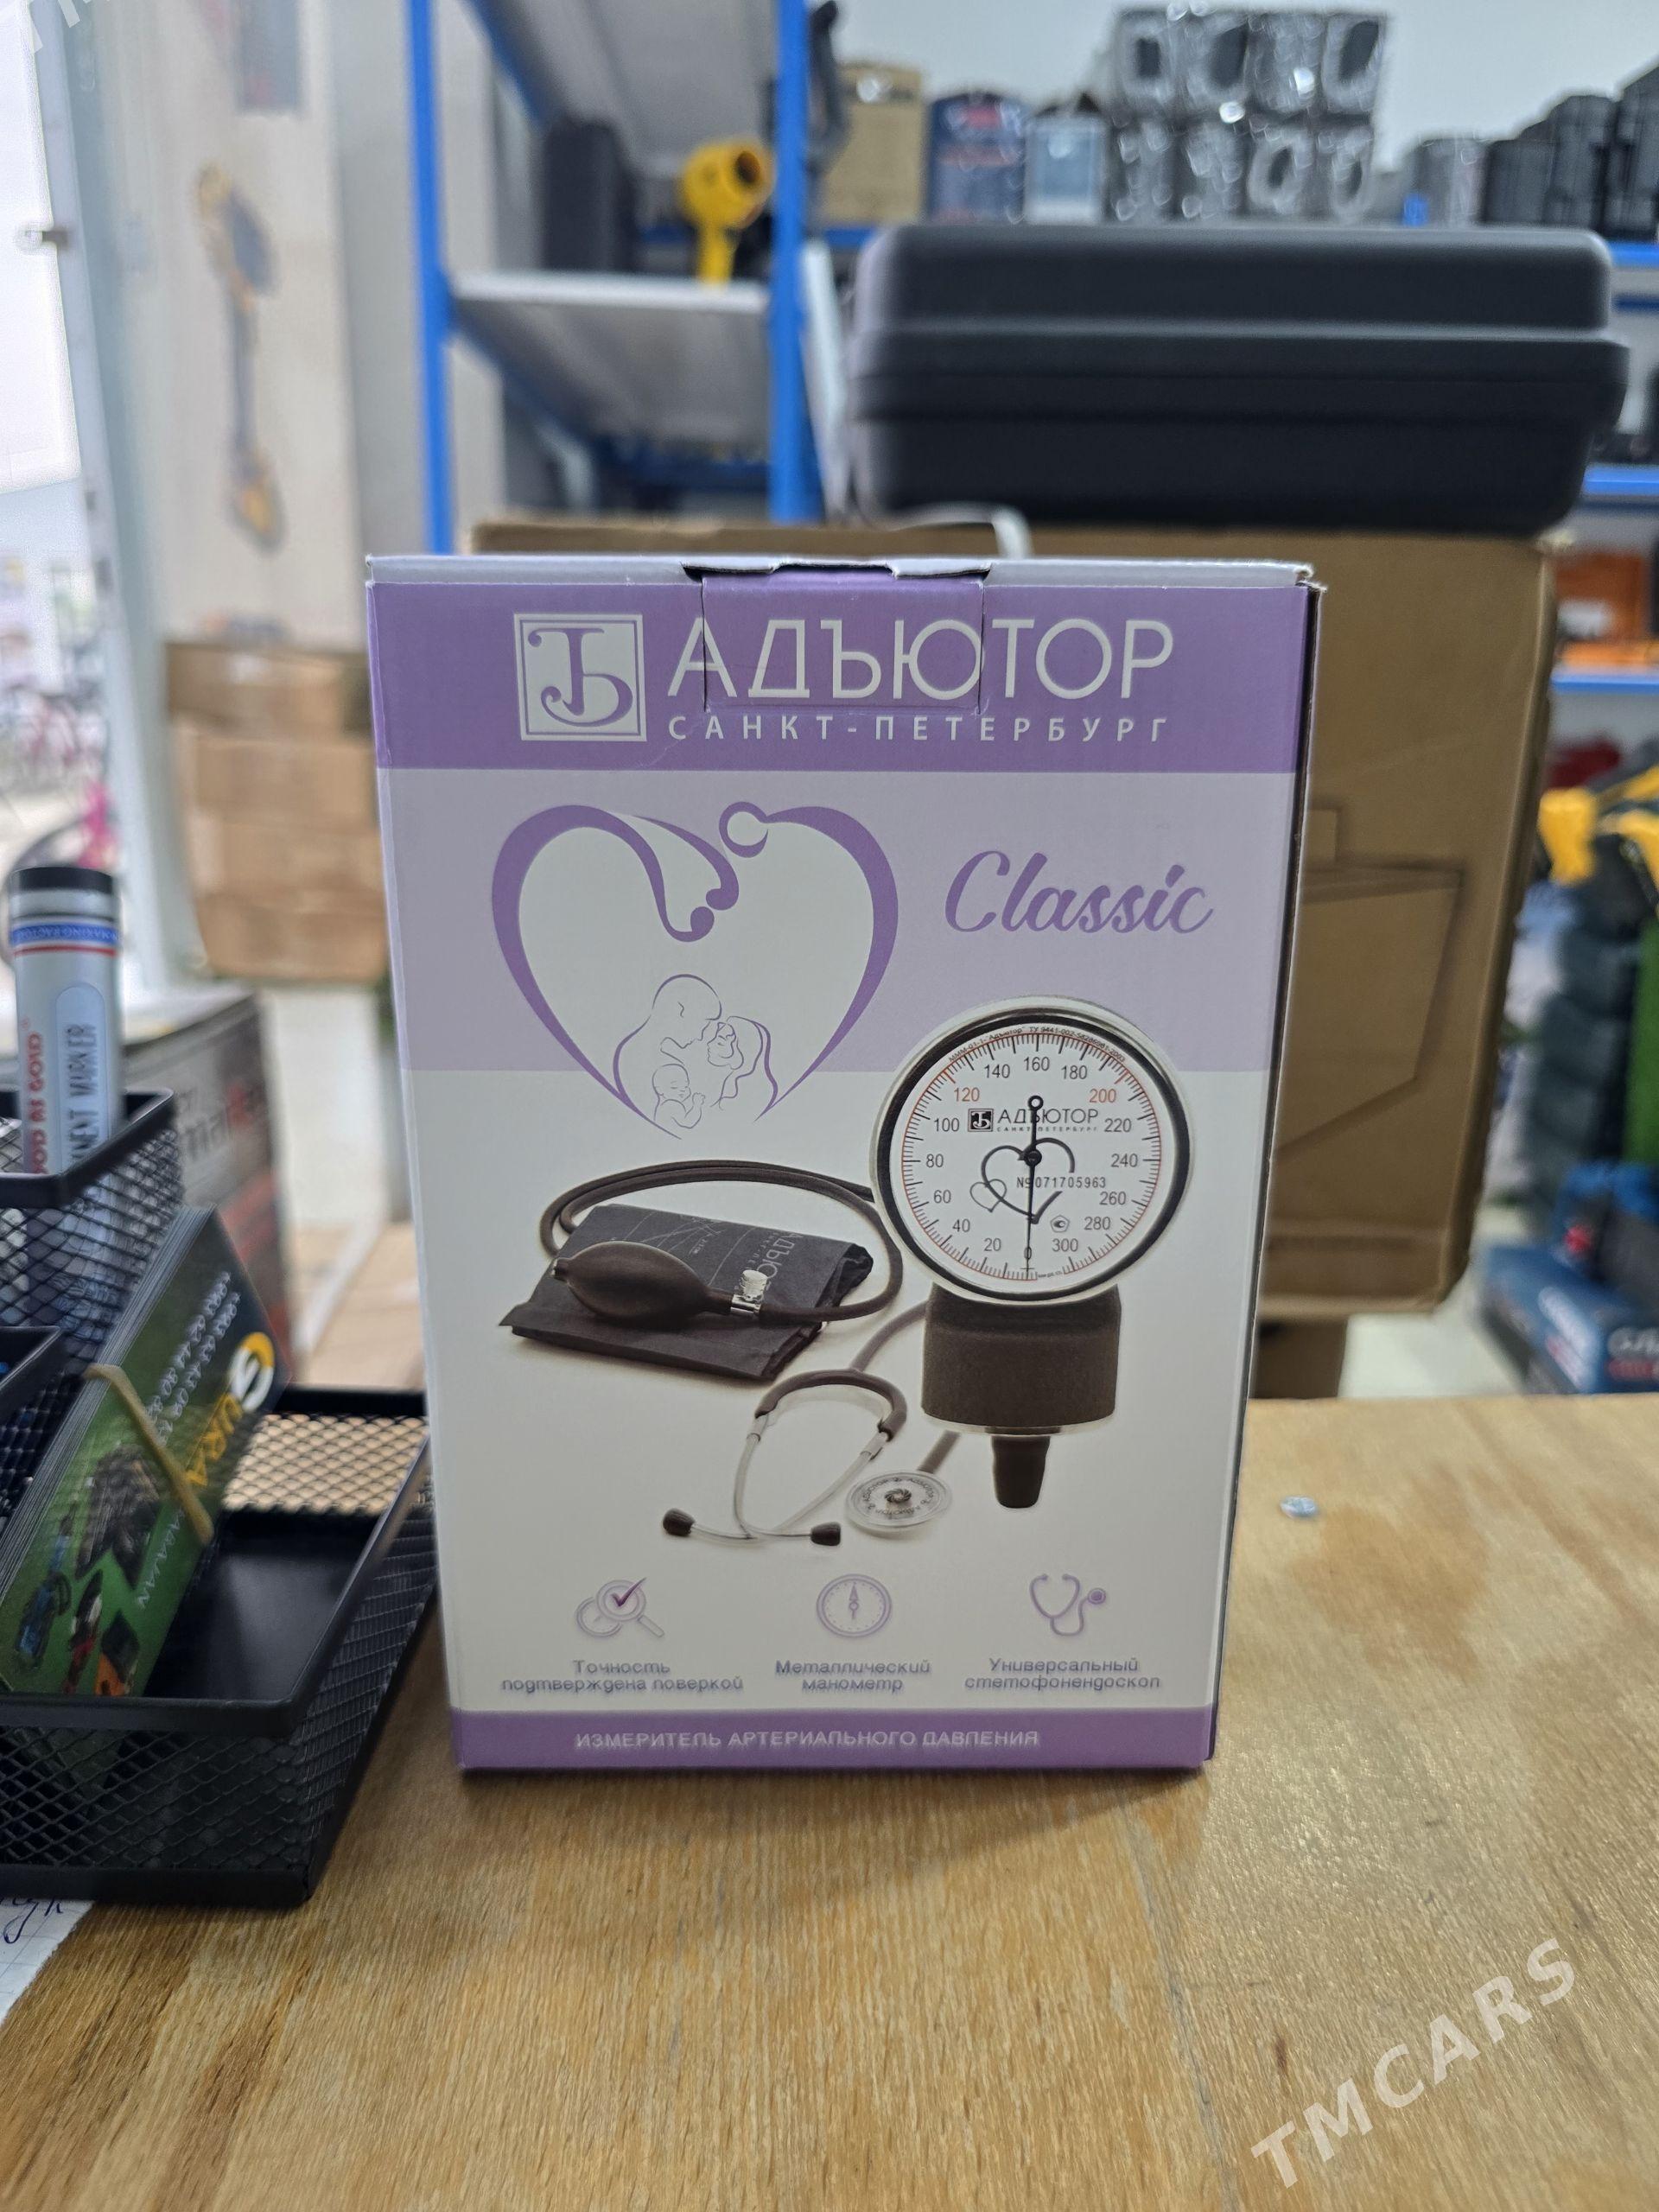 АДЪЮТОР
САНКТ-ПЕТЕРБУРГ
Classic
140 160 180
120 200
100 АДЪЮТОР 220
САНКТ-ПЕТЕРБУРГ
80 240
№071705963
60 260
40 280
20 0 300
Точность
подтверждена поверкой
Металлический
манометр
Универсальный
стетофонендоскоп
ИЗМЕРИТЕЛЬ АРТЕРИАЛЬНОГО ДАВЛЕНИЯ
TMCARS